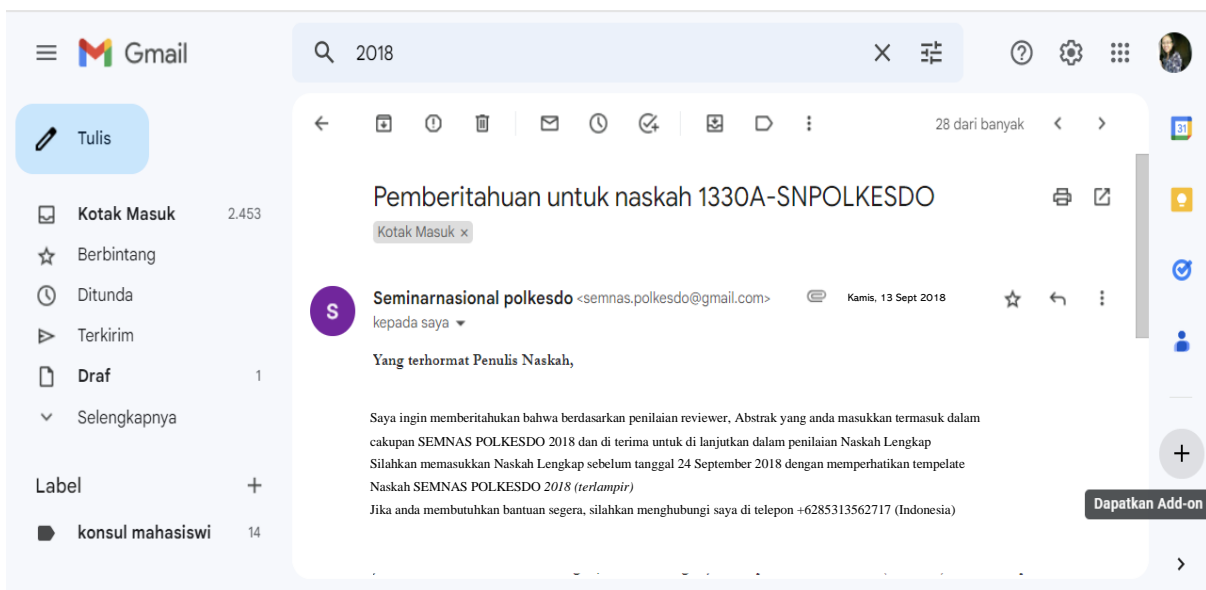 Gmail
2018
Tulis
28 dari banyak
31
Pemberitahuan untuk naskah 1330A-SNPOLKESDO
Kotak Masuk 2.453
Kotak Masuk ×
Berbintang
Ditunda
Seminarnasional polkesdo <semnas.polkesdo@gmail.com>
Kamis, 13 Sept 2018
S
kepada saya
Terkirim
Yang terhormat Penulis Naskah,
Draf 1
Selengkapnya
Saya ingin memberitahukan bahwa berdasarkan penilaian reviewer, Abstrak yang anda masukkan termasuk dalam
cakupan SEMNAS POLKESDO 2018 dan di terima untuk di lanjutkan dalam penilaian Naskah Lengkap
Silahkan memasukkan Naskah Lengkap sebelum tanggal 24 September 2018 dengan memperhatikan tempelate
Naskah SEMNAS POLKESDO 2018 (terlampir)
Jika anda membutuhkan bantuan segera, silahkan menghubungi saya di telepon +6285313562717 (Indonesia)
Label +
Dapatkan Add-on
konsul mahasiswi 14